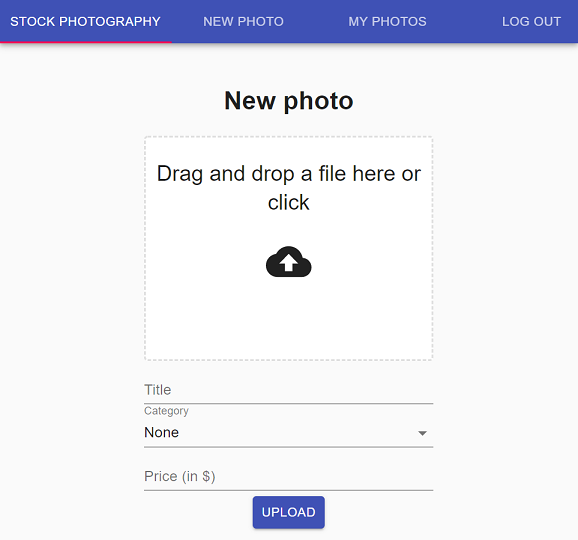 STOCK PHOTOGRAPHY NEW PHOTO MY PHOTOS LOG OUT
New photo
Drag and drop a file here or
click
Title
Category
None
Price (in $)
UPLOAD